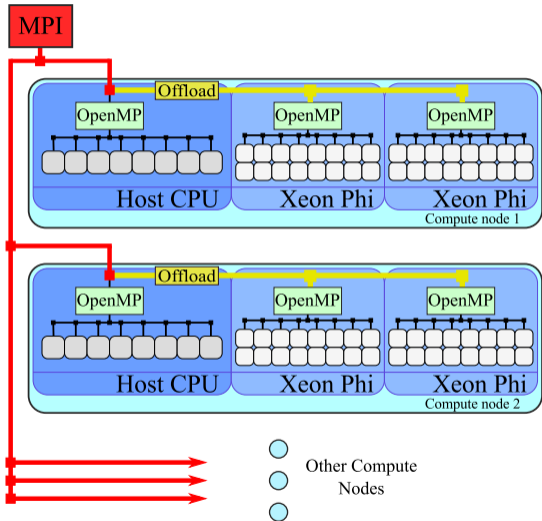 MPI
Offload
OpenMP
OpenMP
OpenMP
Host CPU
Xeon Phi
Xeon Phi
Compute node 1
Offload
OpenMP
OpenMP
OpenMP
Host CPU
Xeon Phi
Xeon Phi
Compute node 2
Other Compute
Nodes